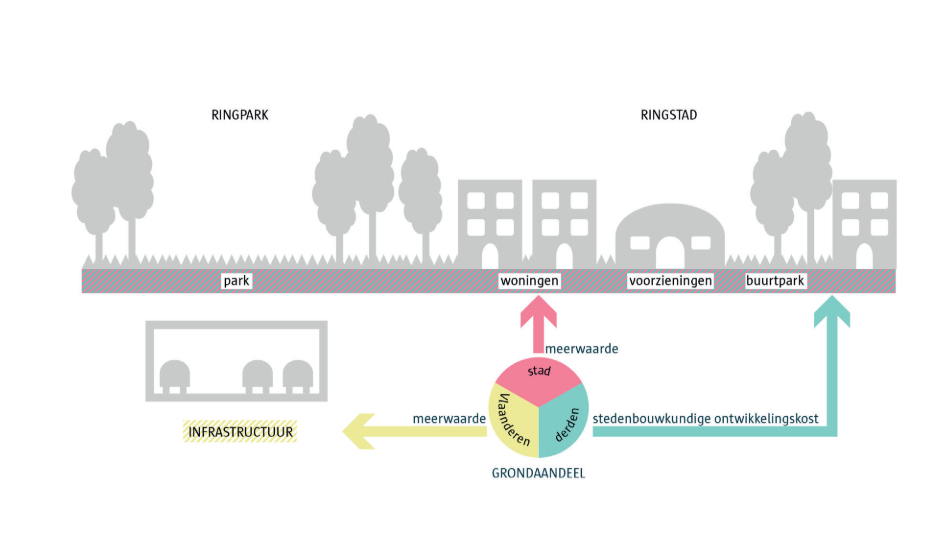 RINGPARK
RINGSTAD
park
woningen
voorzieningen
buurtpark
meerwaarde
stad
Vlaanderen
derden
meerwaarde
stedenbouwkundige ontwikkelingskost
INFRASTRUCTUUR
GRONDAANDEEL